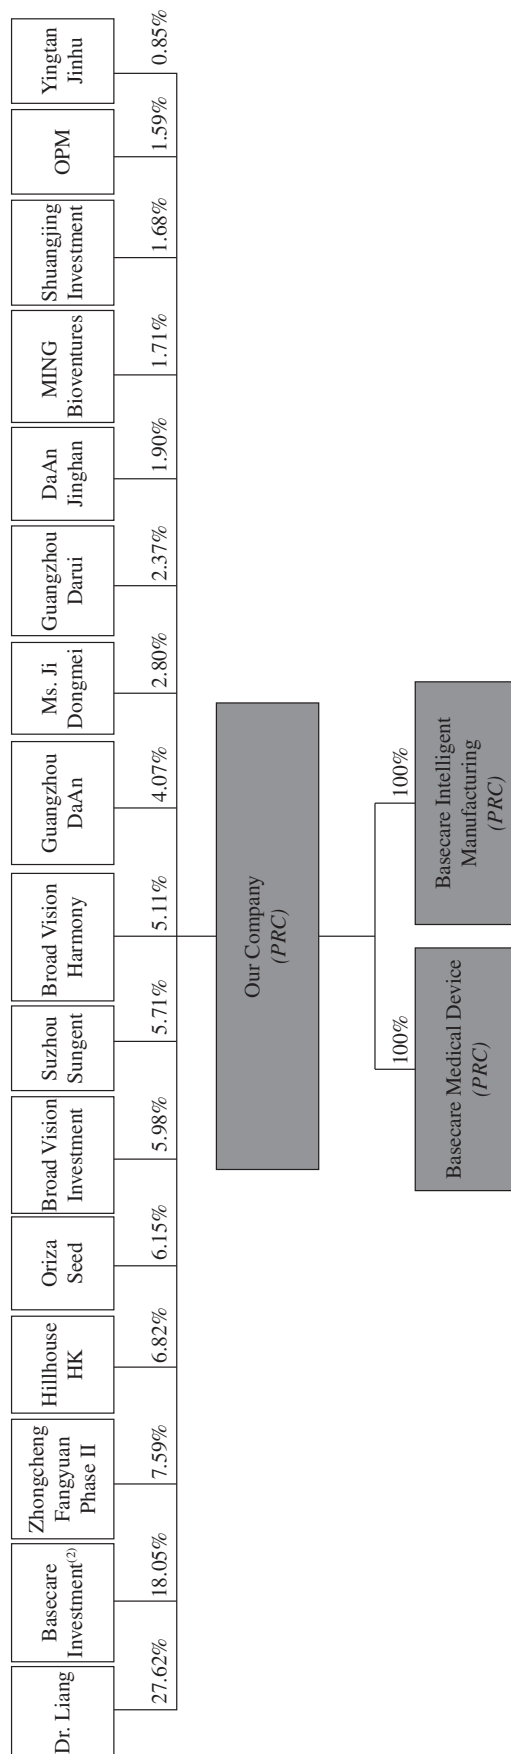 Dr. Liang
Basecare
Investment(2)
Zhongcheng
Fangyuan
Phase II
Hillhouse
HK
Oriza
Seed
Broad Vision
Investment
Suzhou
Sungent
Broad Vision
Harmony
Guangzhou
DaAn
Ms. Ji
Dongmei
Guangzhou
Darui
DaAn
Jinghan
MING
Bioventures
Shuangjing
Investment
OPM
Yingtan
Jinhu
27.62%
18.05%
7.59%
6.82%
6.15%
5.98%
5.71%
5.11%
4.07%
2.80%
2.37%
1.90%
1.71%
1.68%
1.59%
0.85%
Our Company
(PRC)
100%
100%
Basecare Medical Device
(PRC)
Basecare Intelligent
Manufacturing
(PRC)